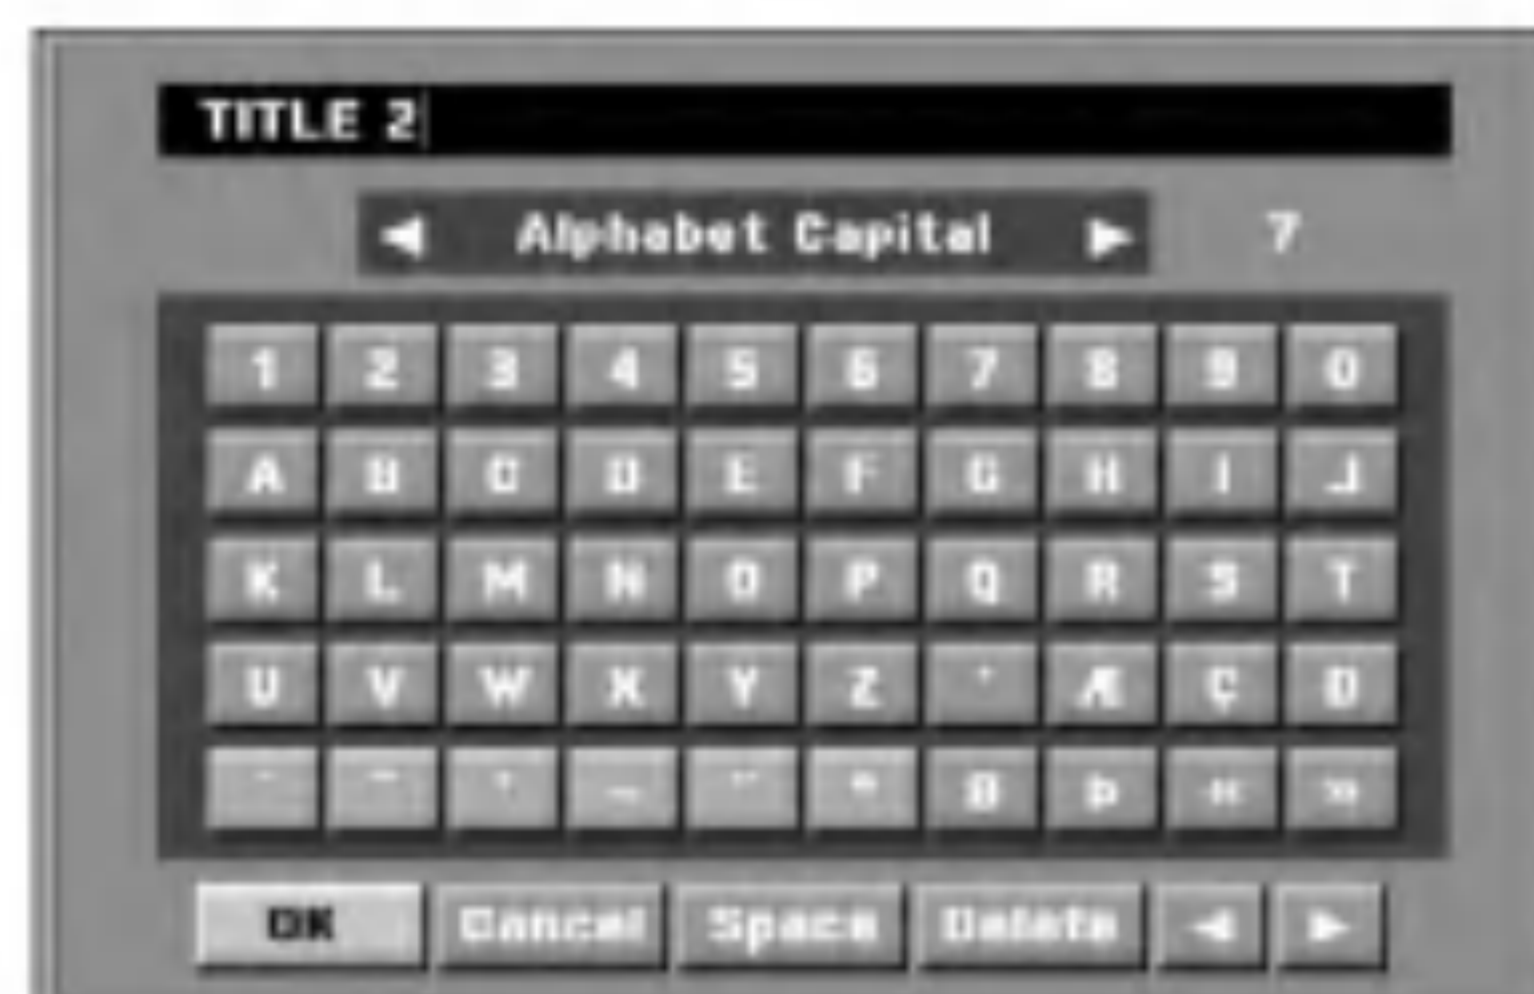 TITLE 2
◀ Alphabet Capital ▶ 7
1 2 3 4 5 6 7 8 9 0
A B C D E F G H I J
K L M N O P Q R S T
U V W X Y Z Æ Ç Ð
~ Ø Þ « »
OK Cancel Space Delete ◀ ▶